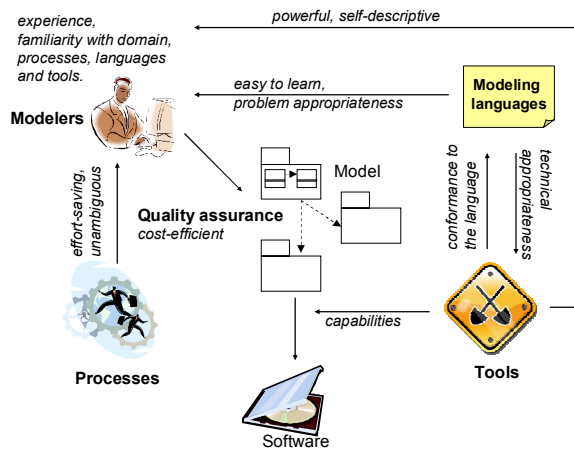 powerful, self-descriptive
experience,
familiarity with domain,
processes, languages
and tools.
easy to learn,
problem appropriateness
Modeling
languages
Modelers
Model
effort-saving,
unambiguous
Quality assurance
cost-efficient
conformance to
the language
technical
appropriateness
capabilities
Processes
Tools
Software